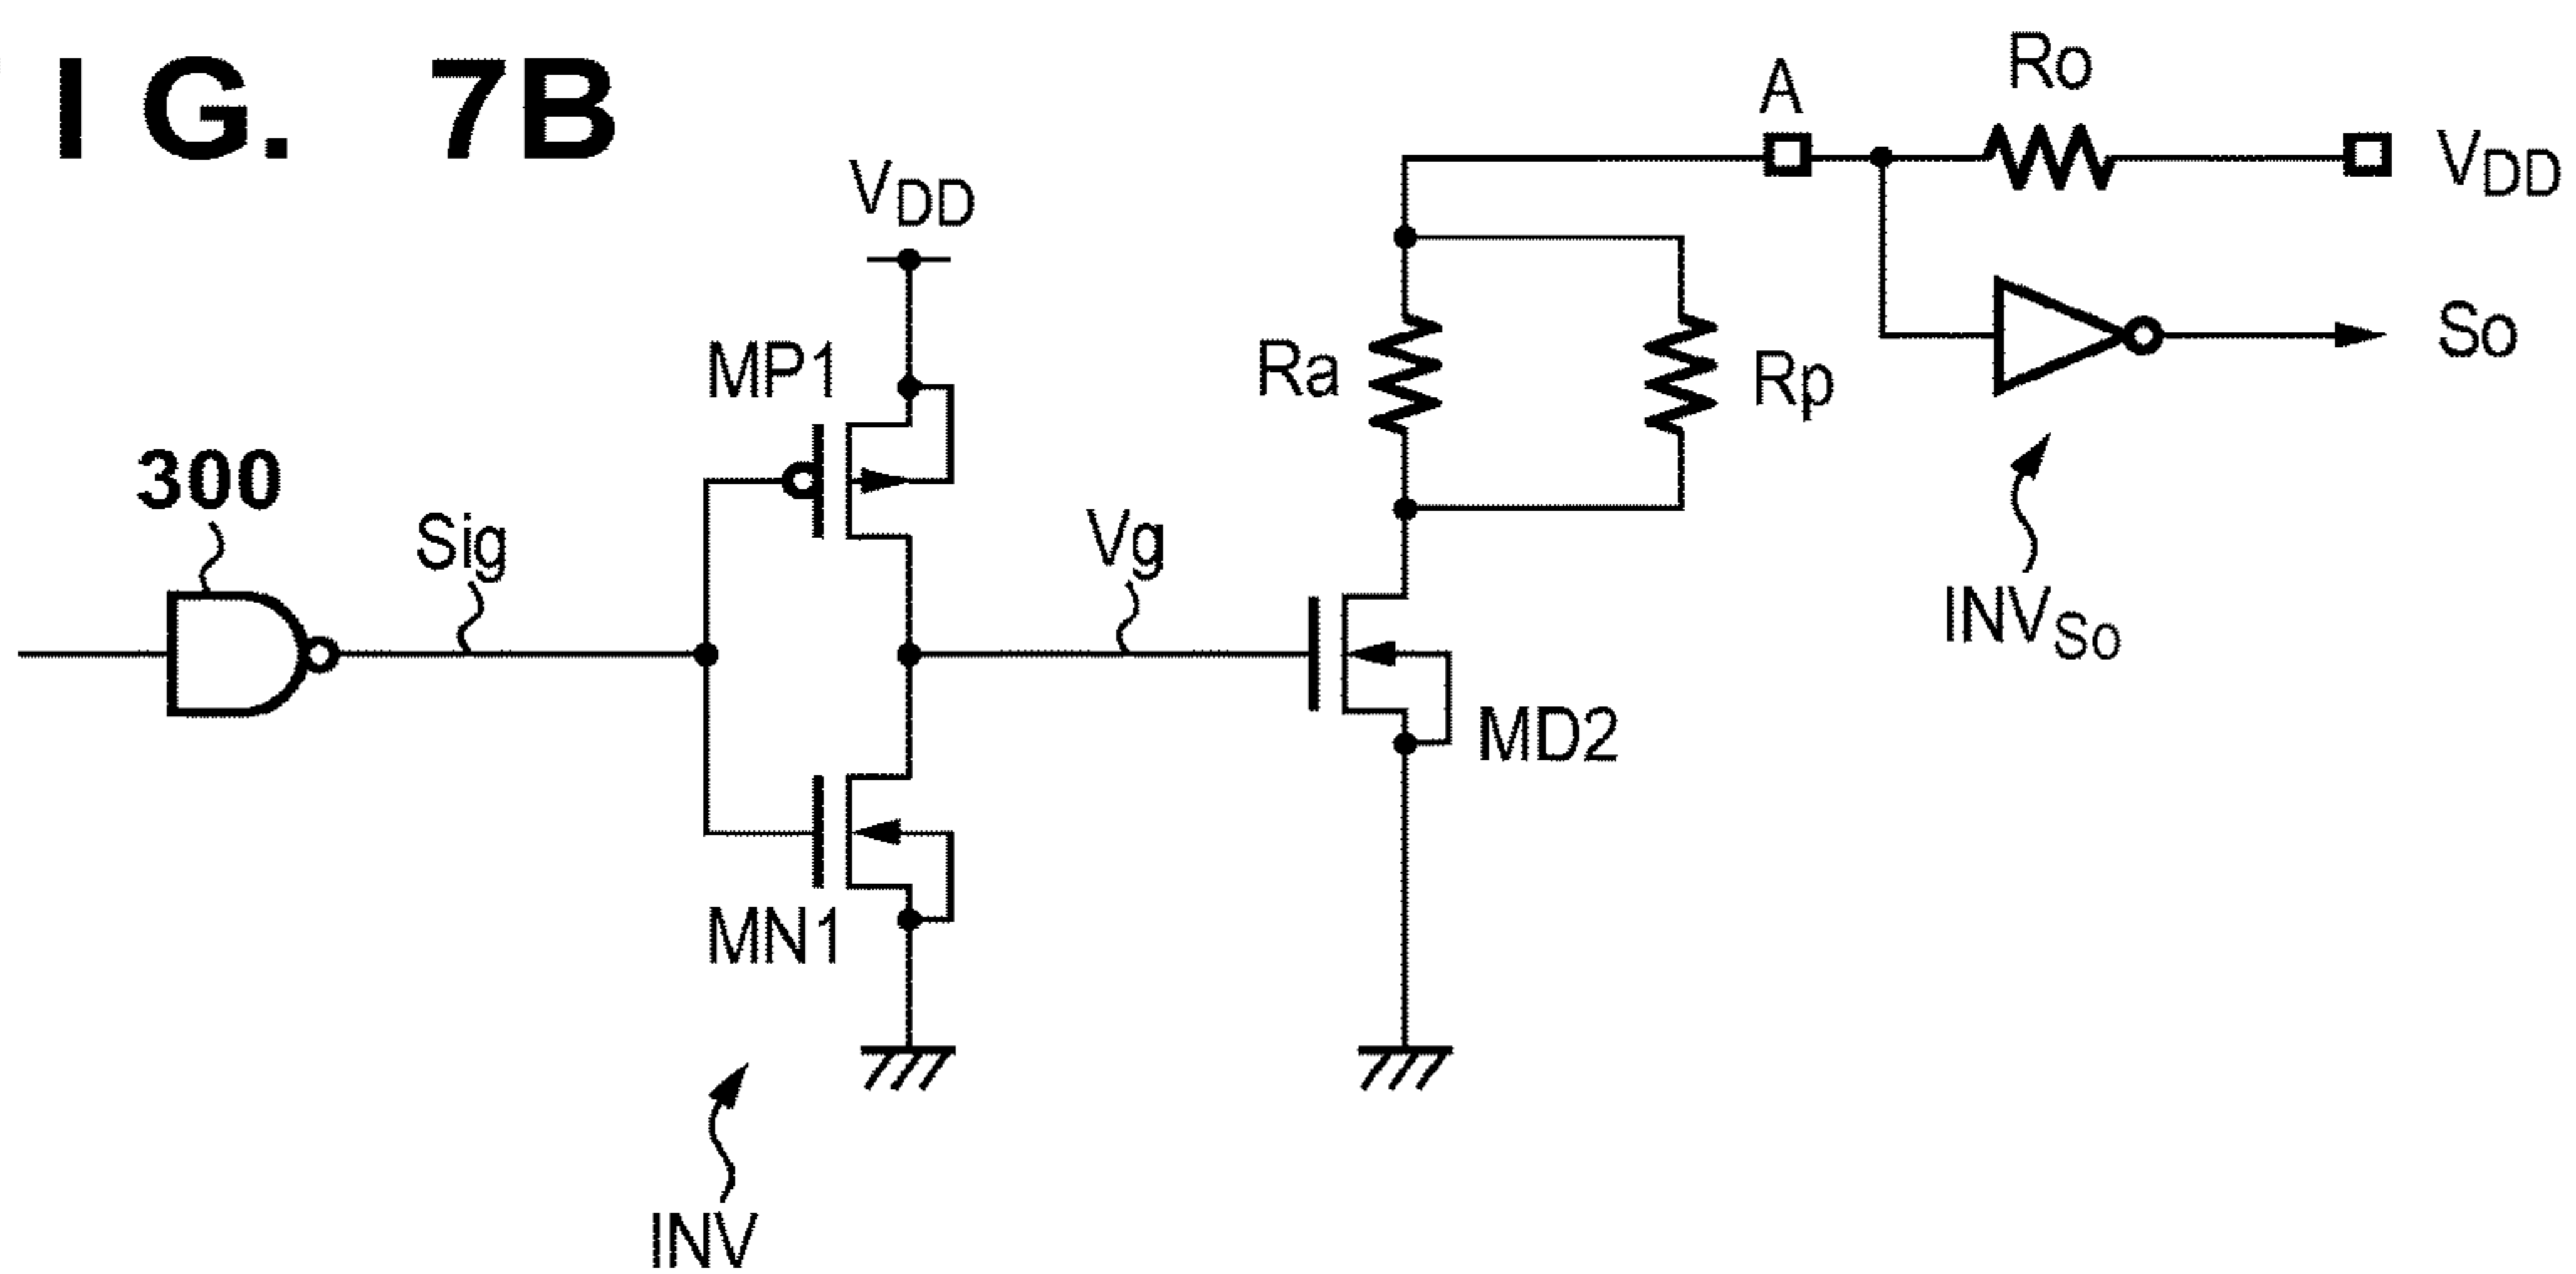 I G. 7B
A
Ro
VDD
VDD
So
MP1
Ra
Rp
300
Sig
Vg
INVSo
MD2
MN1
INV